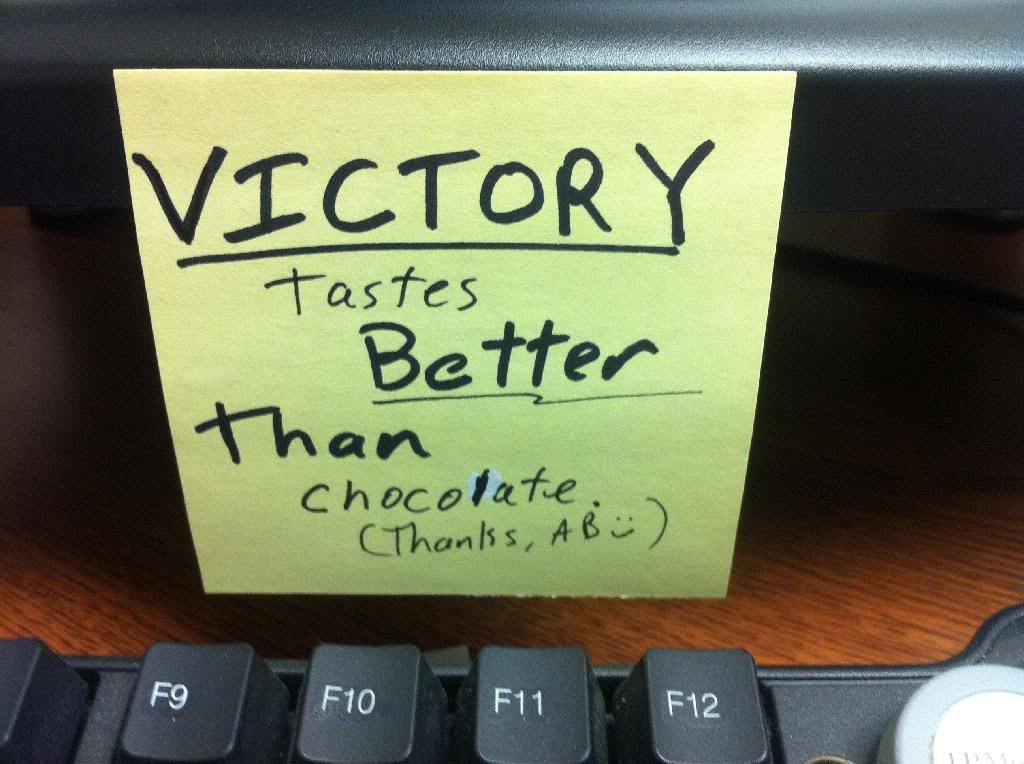 VICTORY
tastes
Better
Than
chocolate.
(Thanks, AB :))
F9 F10 F11 F12